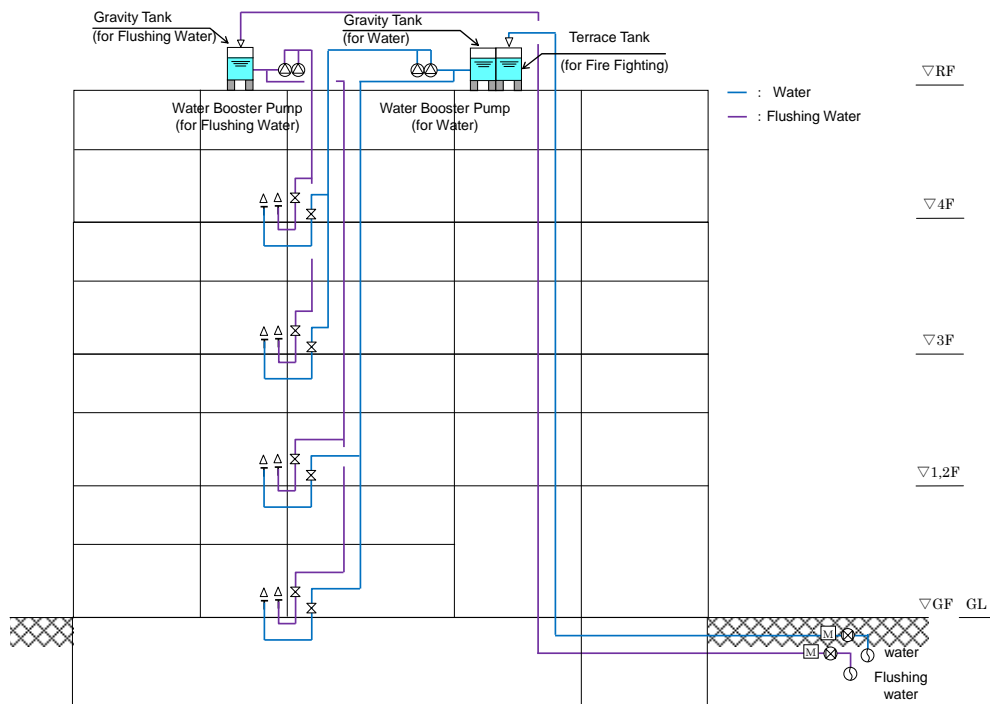 Gravity Tank
(for Flushing Water)
Gravity Tank
(for Water)
Terrace Tank
(for Fire Fighting)
▽RF
Water Booster Pump
(for Flushing Water)
Water Booster Pump
(for Water)
: Water
: Flushing Water
▽4F
▽3F
▽1,2F
▽GF GL
M
water
M
Flushing
water